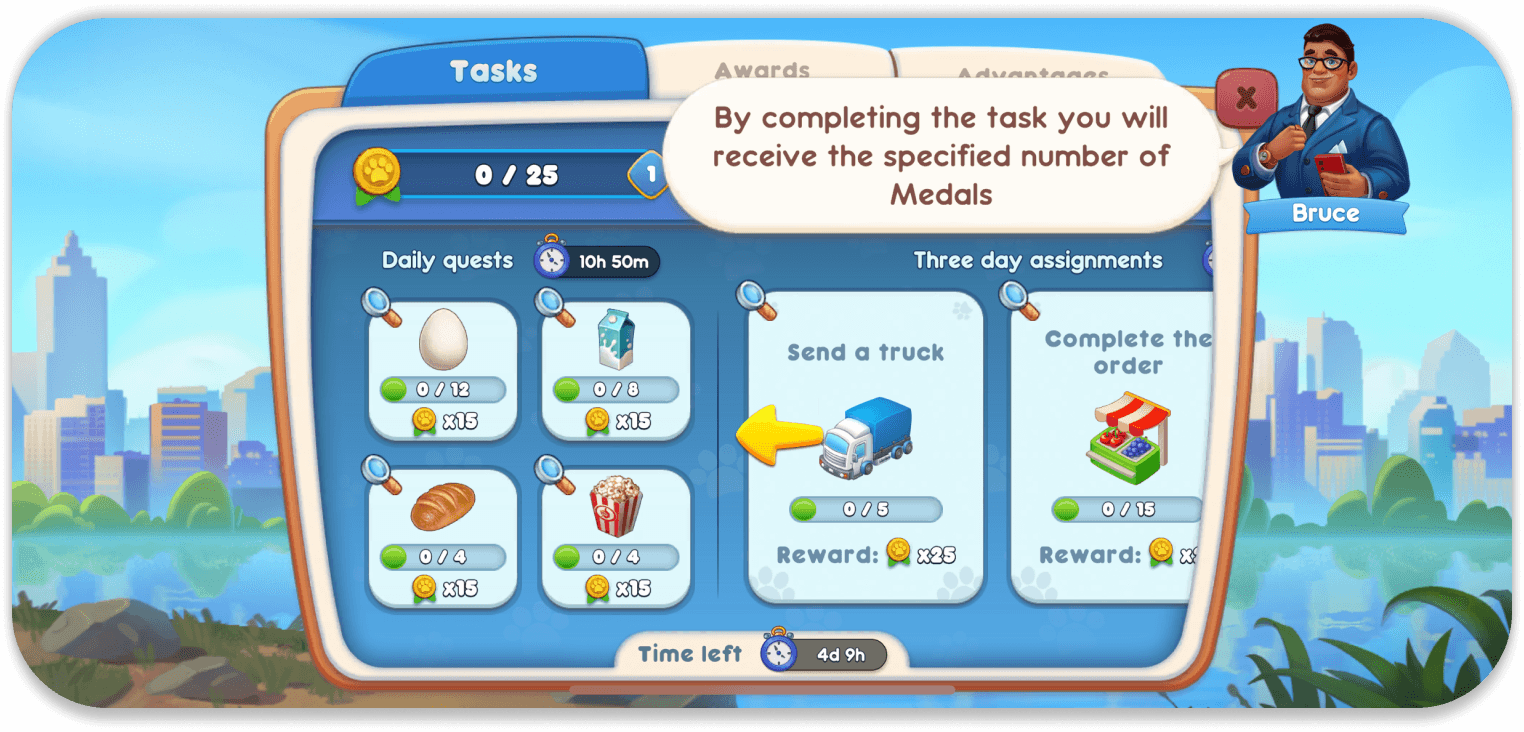 Tasks
Awards
Advantages
By completing the task you will
receive the specified number of
Medals
0 / 25
1
Bruce
Daily quests
10h 50m
Three day assignments
0 / 12
x15
0 / 8
x15
0 / 4
x15
0 / 4
x15
Send a truck
0 / 5
Reward: x25
Complete the
order
0 / 15
Reward:
Time left
4d 9h